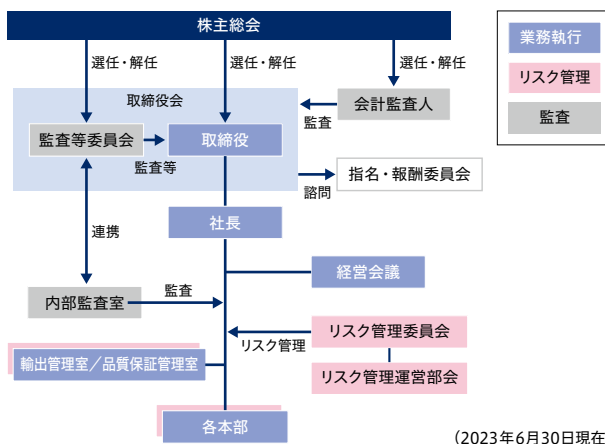 株主総会
業務執行
リスク管理
監査
選任・解任
選任・解任
選任・解任
取締役会
会計監査人
監査
監査等委員会
取締役
監査等
指名・報酬委員会
諮問
社長
連携
経営会議
内部監査室
監査
リスク管理委員会
リスク管理
輸出管理室／品質保証管理室
リスク管理運営部会
各本部
（2023年6月30日現在